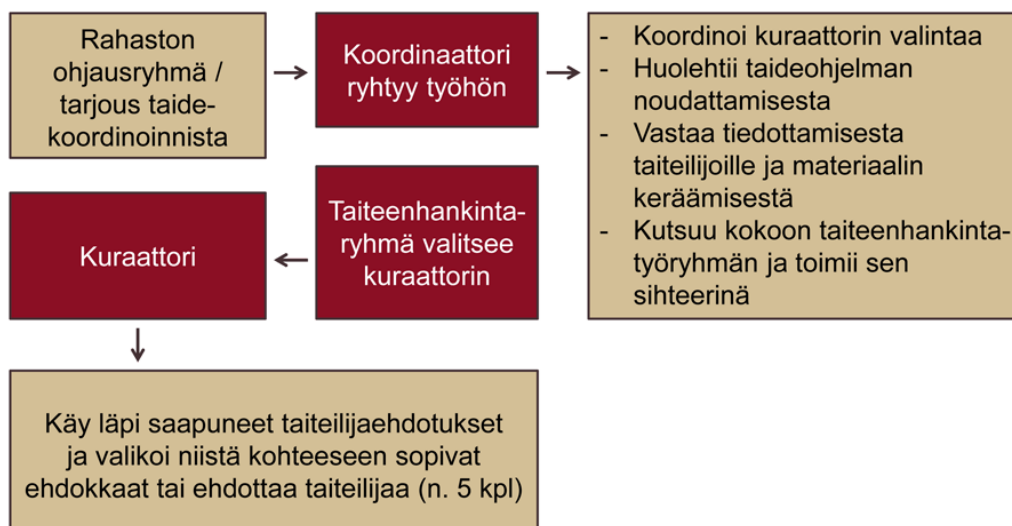 Rahaston
ohjausryhmä /
tarjous taide-
koordinoinnista
Koordinaattori
ryhtyy työhön
- Koordinoi kuraattorin valintaa
- Huolehtii taideohjelman
noudattamisesta
- Vastaa tiedottamisesta
taiteilijoille ja materiaalin
keräämisestä
- Kutsuu kokoon taiteenhankinta-
työryhmän ja toimii sen
sihteerinä
Taiteenhankinta-
ryhmä valitsee
kuraattorin
Kuraattori
Käy läpi saapuneet taiteilijaehdotukset
ja valikoi niistä kohteeseen sopivat
ehdokkaat tai ehdottaa taiteilijaa (n. 5 kpl)